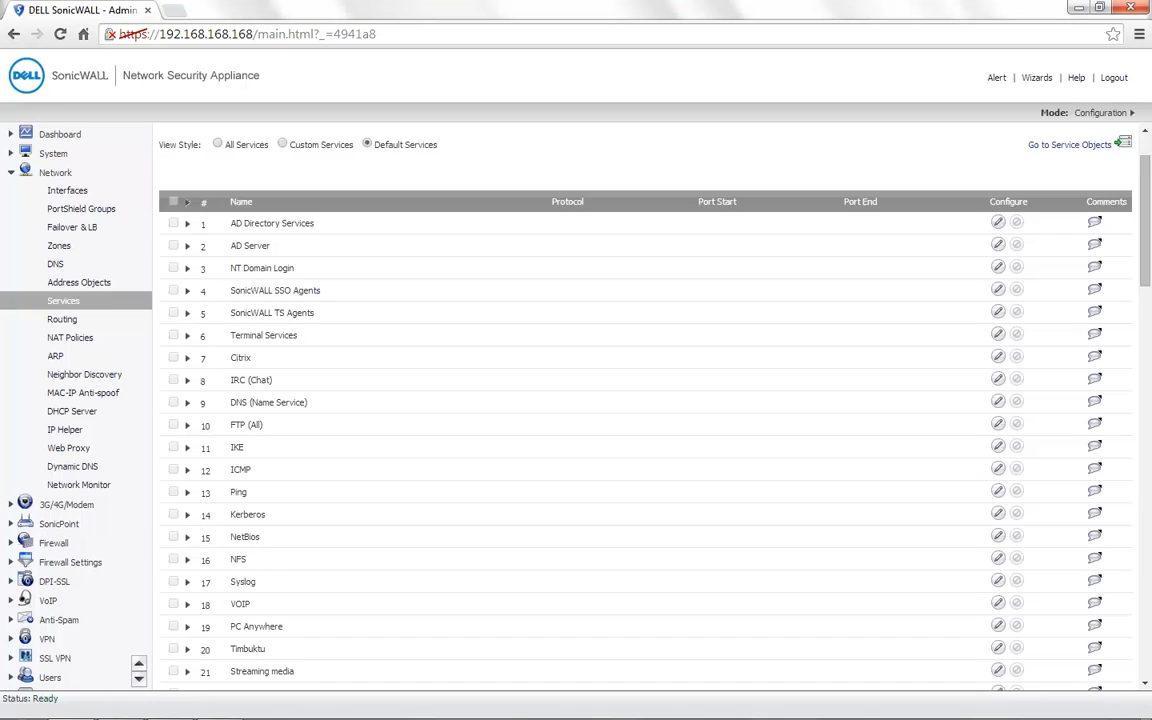 DELL SonicWALL - Admin
https://192.168.168.168/main.html?_=4941a8
DELL SonicWALL | Network Security Appliance
Alert | Wizards | Help | Logout
Mode: Configuration
Dashboard
System
Network
Interfaces
PortShield Groups
Failover & LB
Zones
DNS
Address Objects
Services
Routing
NAT Policies
ARP
Neighbor Discovery
MAC-IP Anti-spoof
DHCP Server
IP Helper
Web Proxy
Dynamic DNS
Network Monitor
3G/4G/Modem
SonicPoint
Firewall
Firewall Settings
DPI-SSL
VoIP
Anti-Spam
VPN
SSL VPN
Users
View Style: All Services Custom Services Default Services
Go to Service Objects
# Name Protocol Port Start Port End Configure Comments
1 AD Directory Services
2 AD Server
3 NT Domain Login
4 SonicWALL SSO Agents
5 SonicWALL TS Agents
6 Terminal Services
7 Citrix
8 IRC (Chat)
9 DNS (Name Service)
10 FTP (All)
11 IKE
12 ICMP
13 Ping
14 Kerberos
15 NetBios
16 NFS
17 Syslog
18 VOIP
19 PC Anywhere
20 Timbuktu
21 Streaming media
Status: Ready